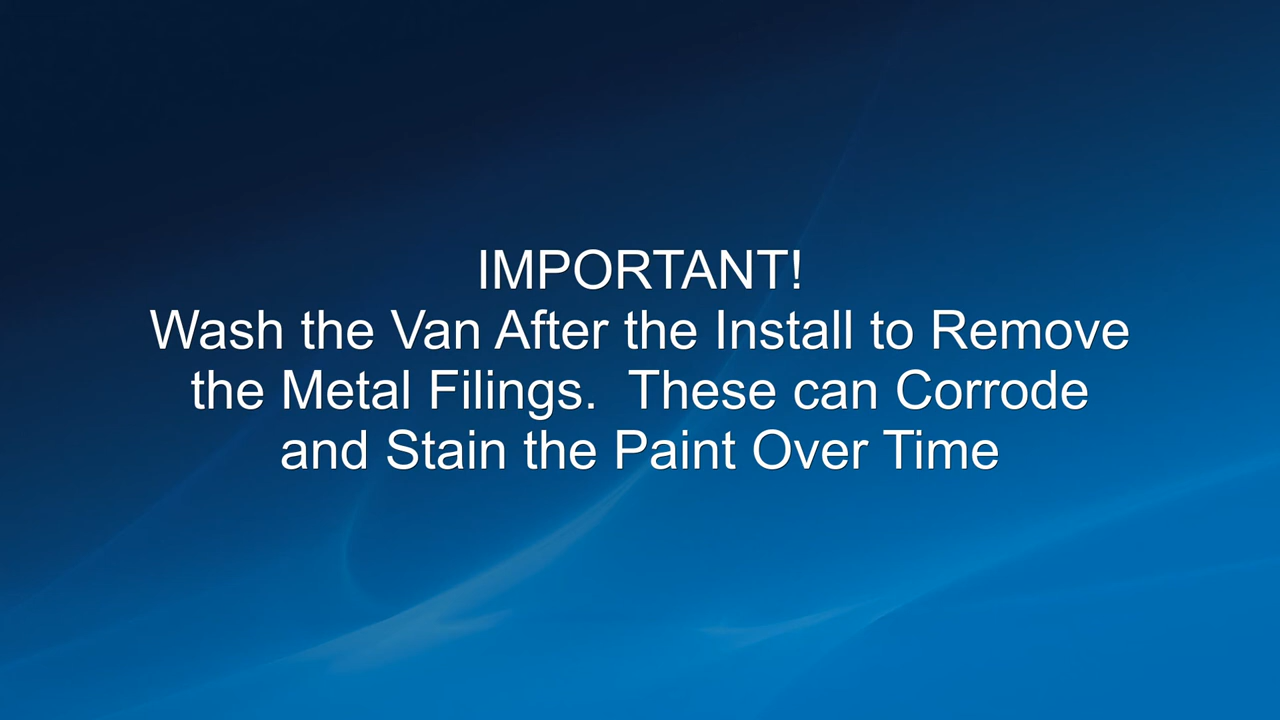 IMPORTANT!
Wash the Van After the Install to Remove
the Metal Filings.  These can Corrode
and Stain the Paint Over Time